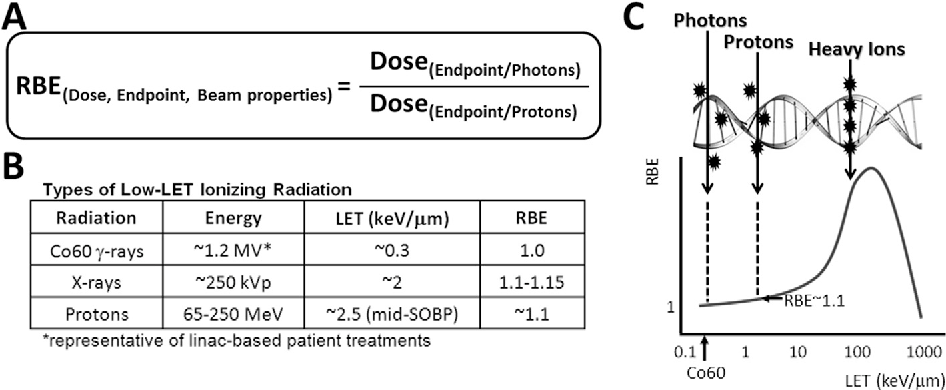 A
RBE(Dose, Endpoint, Beam properties) = Dose(Endpoint/Photons)
Dose(Endpoint/Protons)
B
Types of Low-LET Ionizing Radiation
Radiation Energy LET (keV/μm) RBE
Co60 γ-rays ~1.2 MV* ~0.3 1.0
X-rays ~250 kVp ~2 1.1-1.15
Protons 65-250 MeV ~2.5 (mid-SOBP) ~1.1
*representative of linac-based patient treatments
C
Photons
Protons
Heavy Ions
RBE
1
RBE~1.1
0.1 1 10 100 1000
Co60
LET (keV/μm)